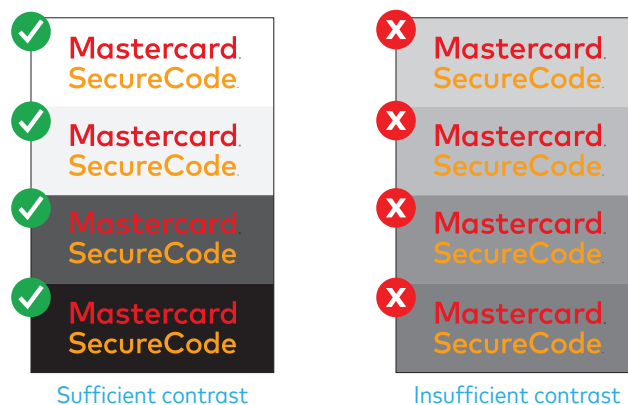 Mastercard.
SecureCode.
Mastercard.
SecureCode.
Mastercard.
SecureCode
Mastercard
SecureCode
Sufficient contrast
X
Mastercard.
SecureCode.
X
Mastercard.
SecureCode.
X
Mastercard.
SecureCode.
X
Mastercard.
SecureCode.
Insufficient contrast